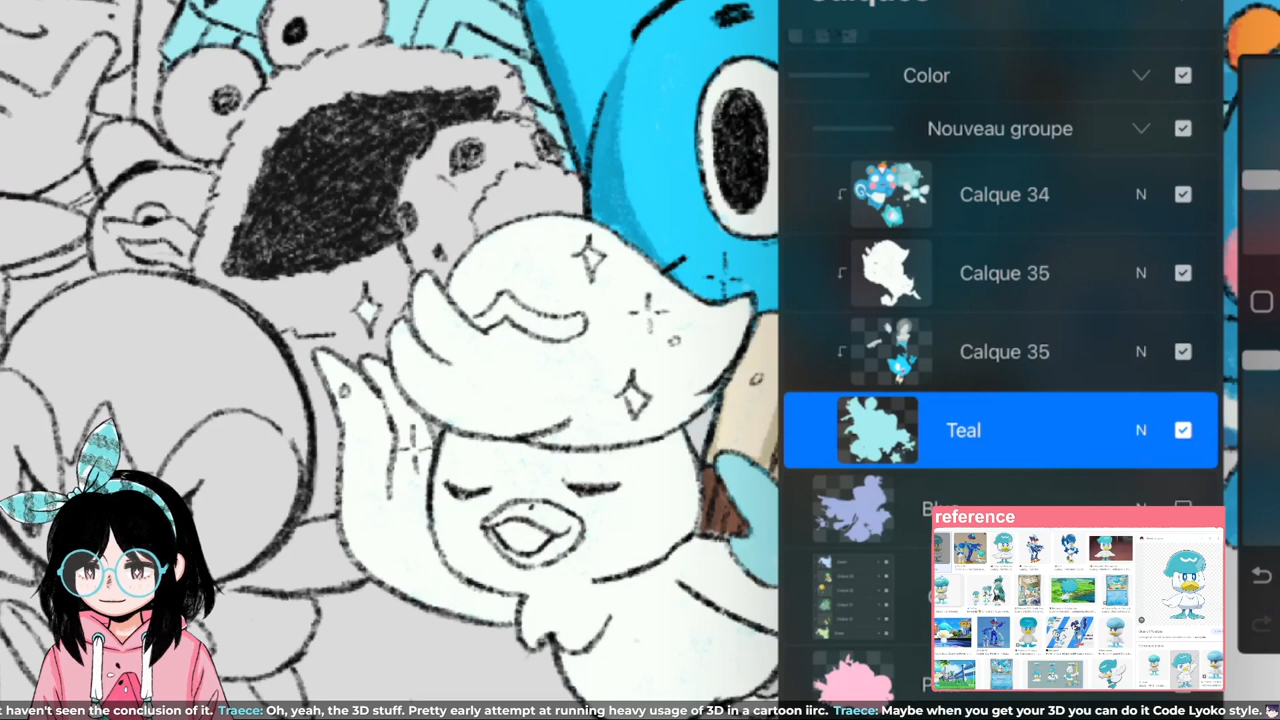 Color
Nouveau groupe
Calque 34 N
Calque 35 N
Calque 35 N
Teal N
reference
t haven't seen the conclusion of it. Traece: Oh, yeah, the 3D stuff. Pretty early attempt at running heavy usage of 3D in a cartoon iirc. Traece: Maybe when you get your 3D you can do it Code Lyoko style.